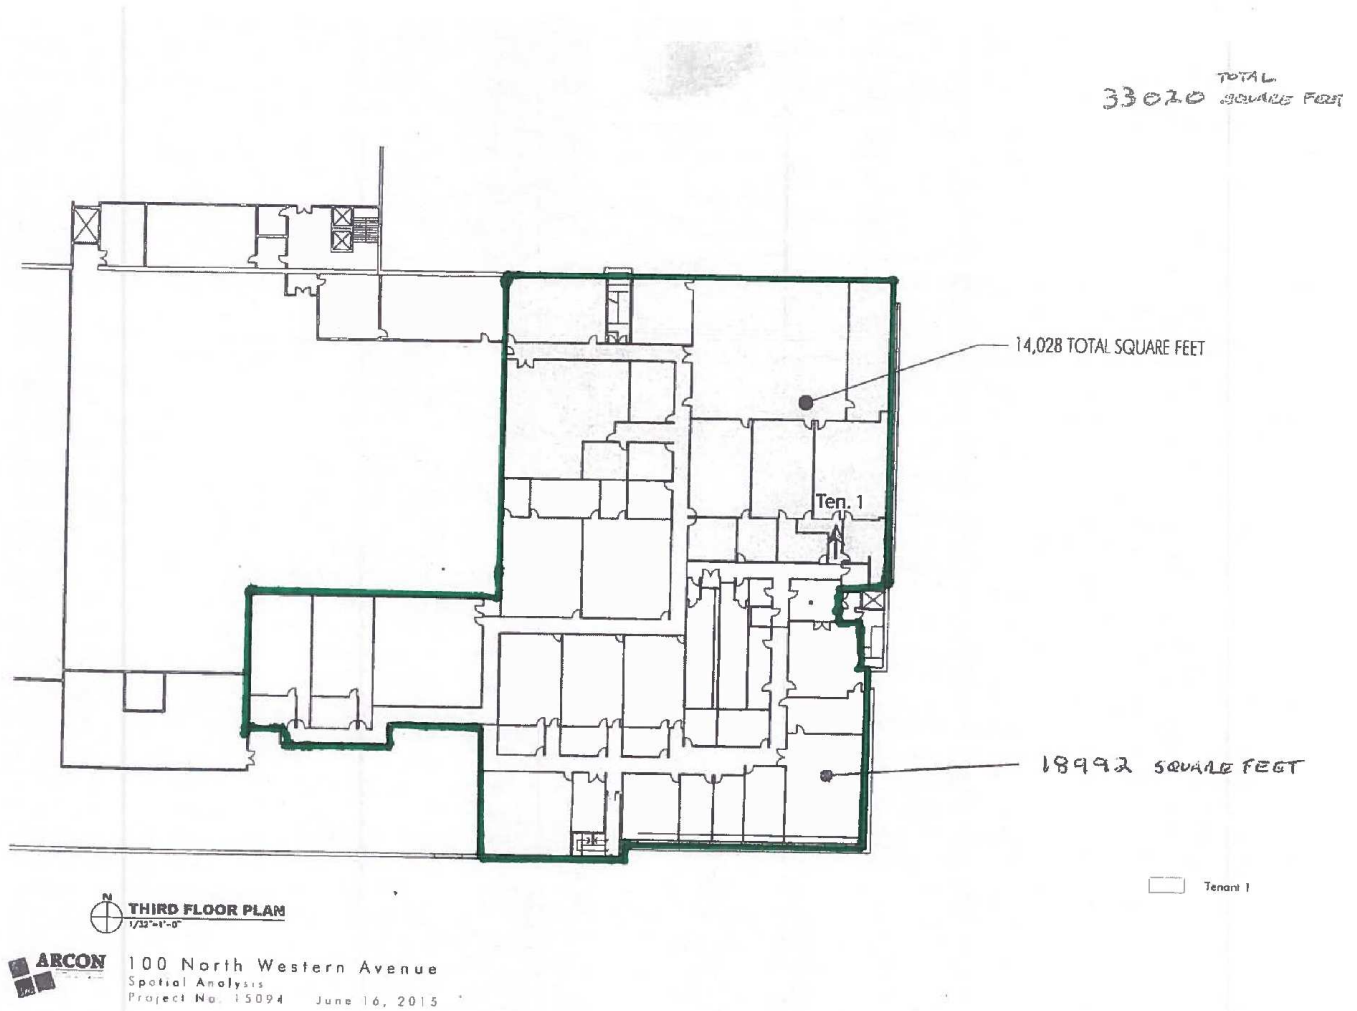 TOTAL
33020 SQUARE FEET
14,028 TOTAL SQUARE FEET
Ten. 1
18992 SQUARE FEET
Tenant 1
N
THIRD FLOOR PLAN
1/32"=1'-0"
ARCON
100 North Western Avenue
Spatial Analysis
Project No. 15094 June 16, 2015